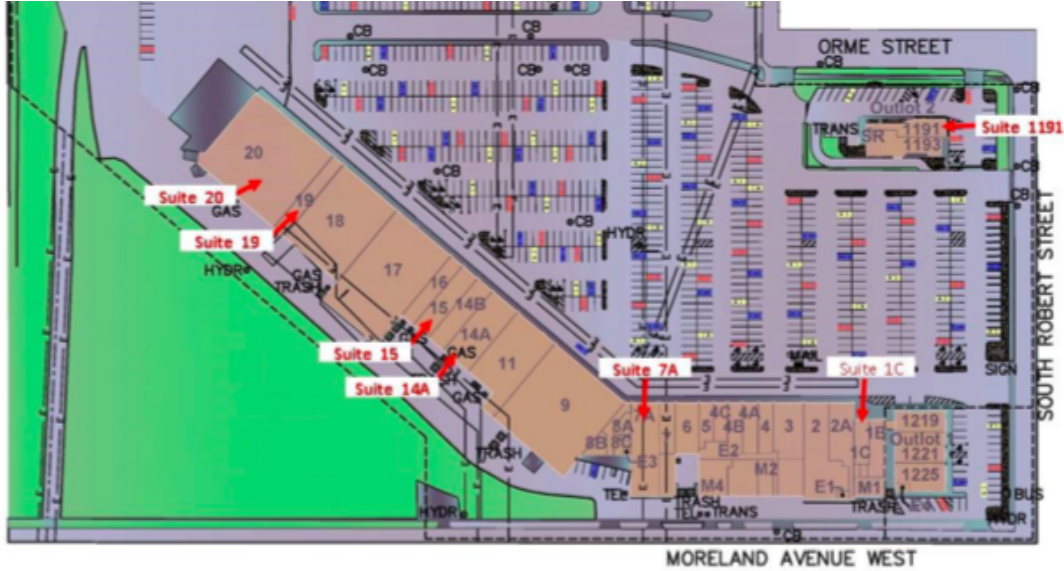 CB
CB
ORME STREET
CB
CB
CB
CB
CB
Outlot 2
TRANS
SR
1191
1193
Suite 1191
20
CB
CB
CB
Suite 20
GAS
19
18
CB
HYDR
Suite 19
HYDR
GAS
TRASH
17
16
15
14B
14A
GAS
Suite 15
Suite 14A
GAS
11
9
Suite 7A
Suite 1C
SIGN
SOUTH ROBERT STREET
7A
8A
8B
8C
7
E3
6
5
4C
4B
4A
4
3
2
2A
1B
1C
E2
M2
M4
E1
M1
1219
Outlot 1
1221
1225
TRASH
TEL
TRASH
TEL
TRANS
TRASH
BUS
HYDR
HYDR
CB
MORELAND AVENUE WEST